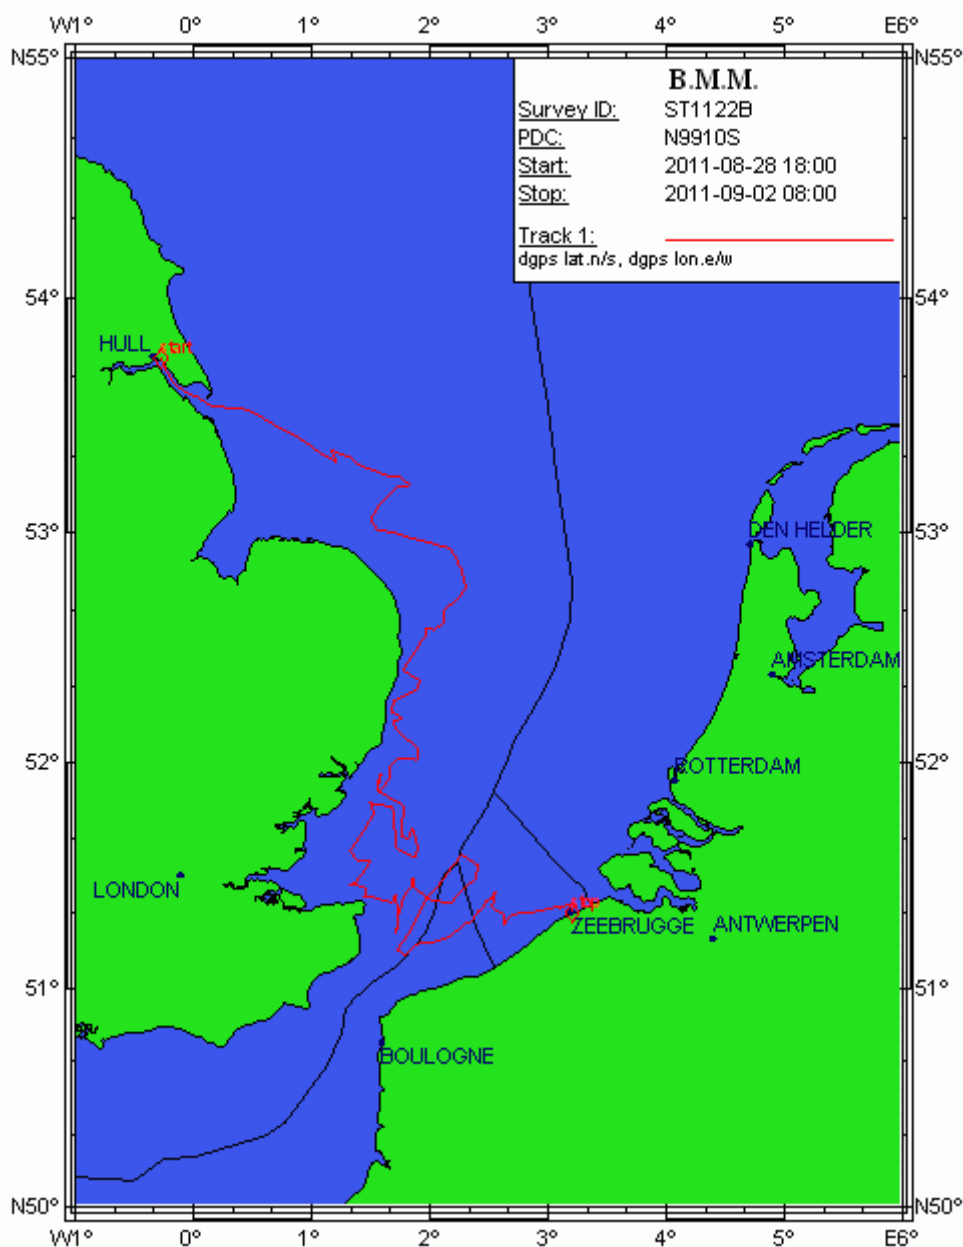 W1° 0° 1° 2° 3° 4° 5° E6°
N55° N55°
B.M.M.
Survey ID: ST1122B
PDC: N9910S
Start: 2011-08-28 18:00
Stop: 2011-09-02 08:00
Track 1:
dgps lat.n/s, dgps lon.e/w
54° 54°
HULL
53° 53°
DEN HELDER
AMSTERDAM
52° 52°
ROTTERDAM
LONDON
ZEEBRUGGE ANTWERPEN
51° 51°
BOULOGNE
N50° N50°
W1° 0° 1° 2° 3° 4° 5° E6°